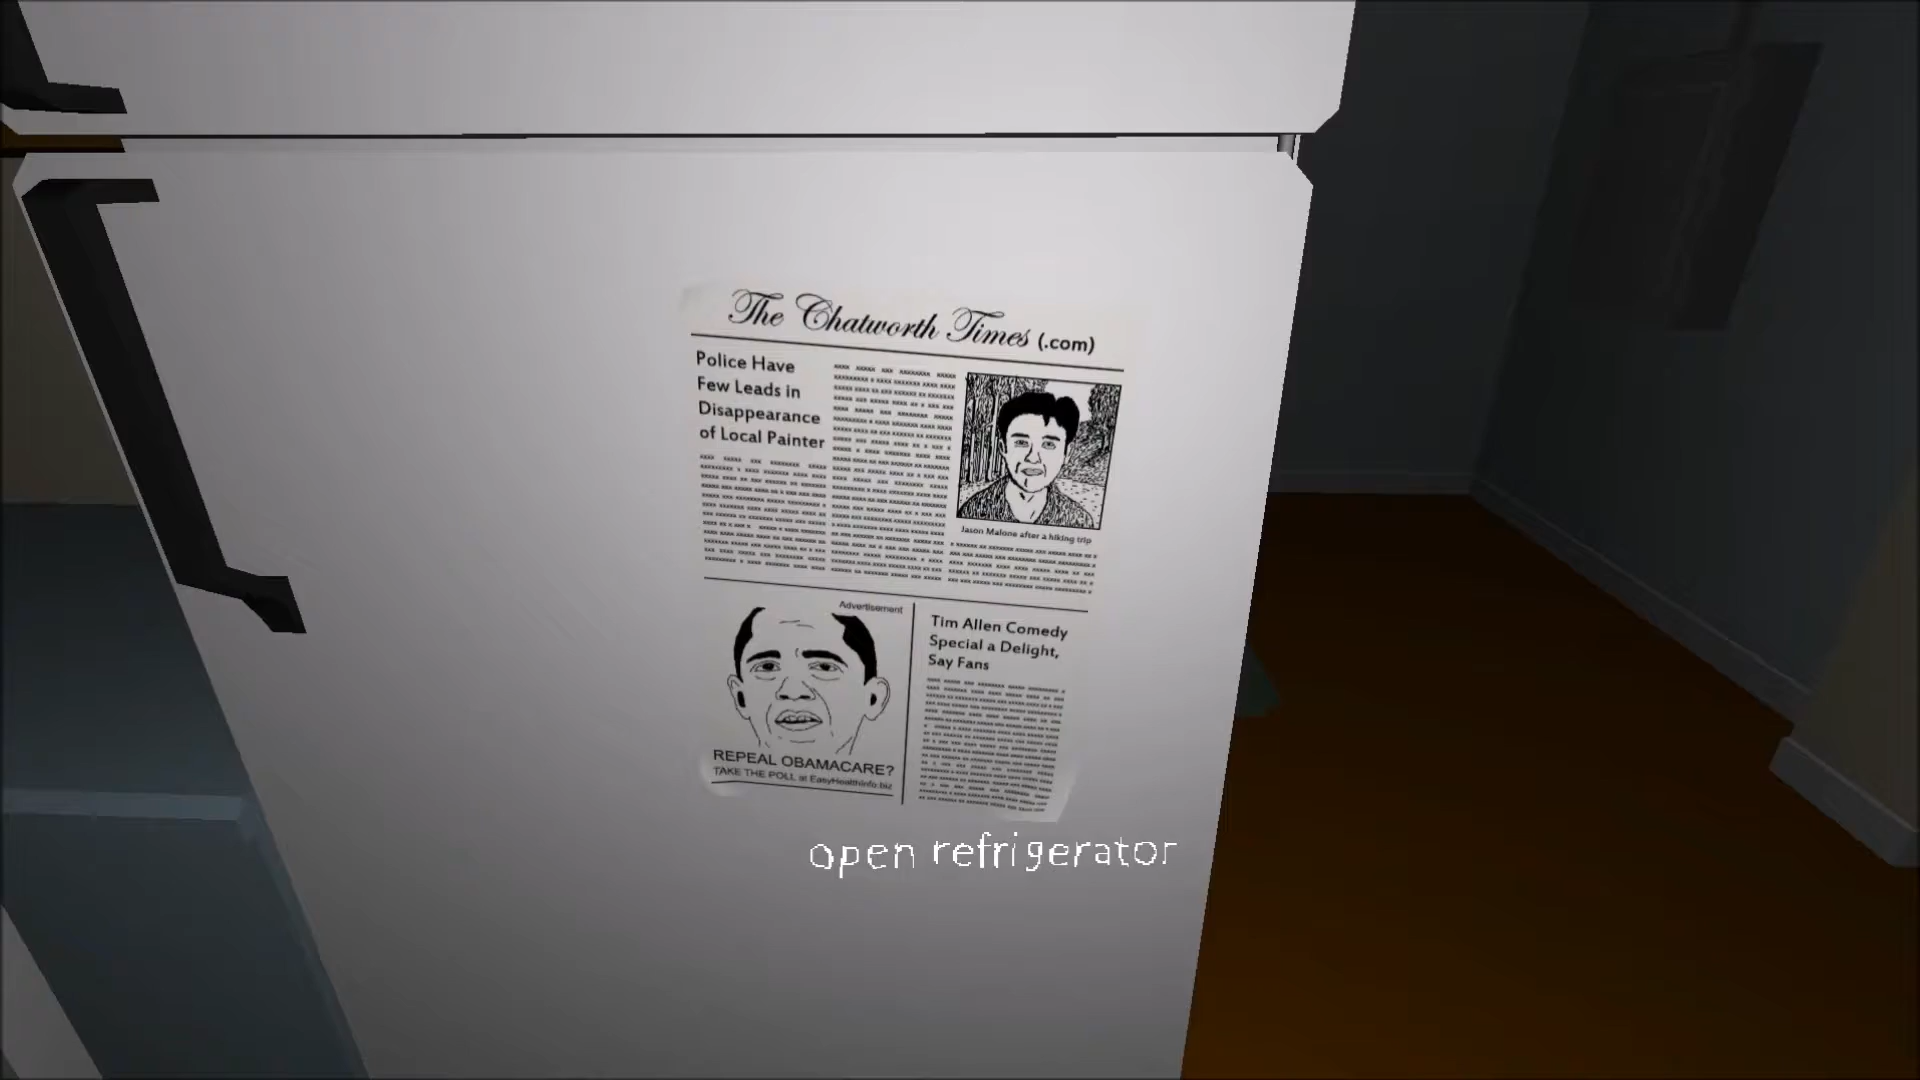 The Chatworth Times (.com)
Police Have
Few Leads in
Disappearance
of Local Painter
Jason Malone after a hiking trip
Advertisement
REPEAL OBAMACARE?
TAKE THE POLL at EasyHealthInfo.biz
Tim Allen Comedy
Special a Delight,
Say Fans
open refrigerator